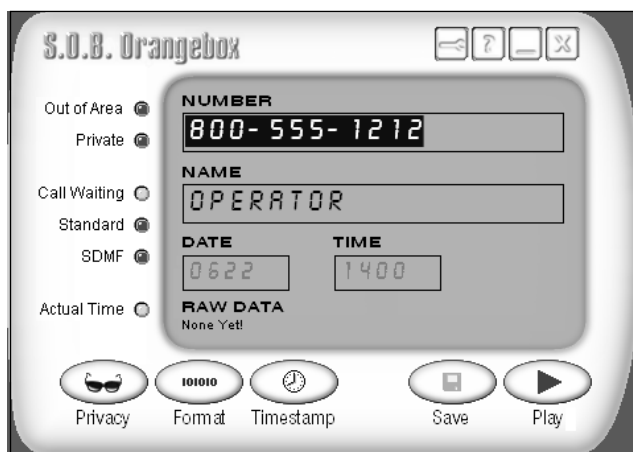 S.O.B. Orangebox
?
X
Out of Area
Private
Call Waiting
Standard
SDMF
Actual Time
NUMBER
800-555-1212
NAME
OPERATOR
DATE TIME
0622 1400
RAW DATA
None Yet!
101010
Privacy Format Timestamp Save Play